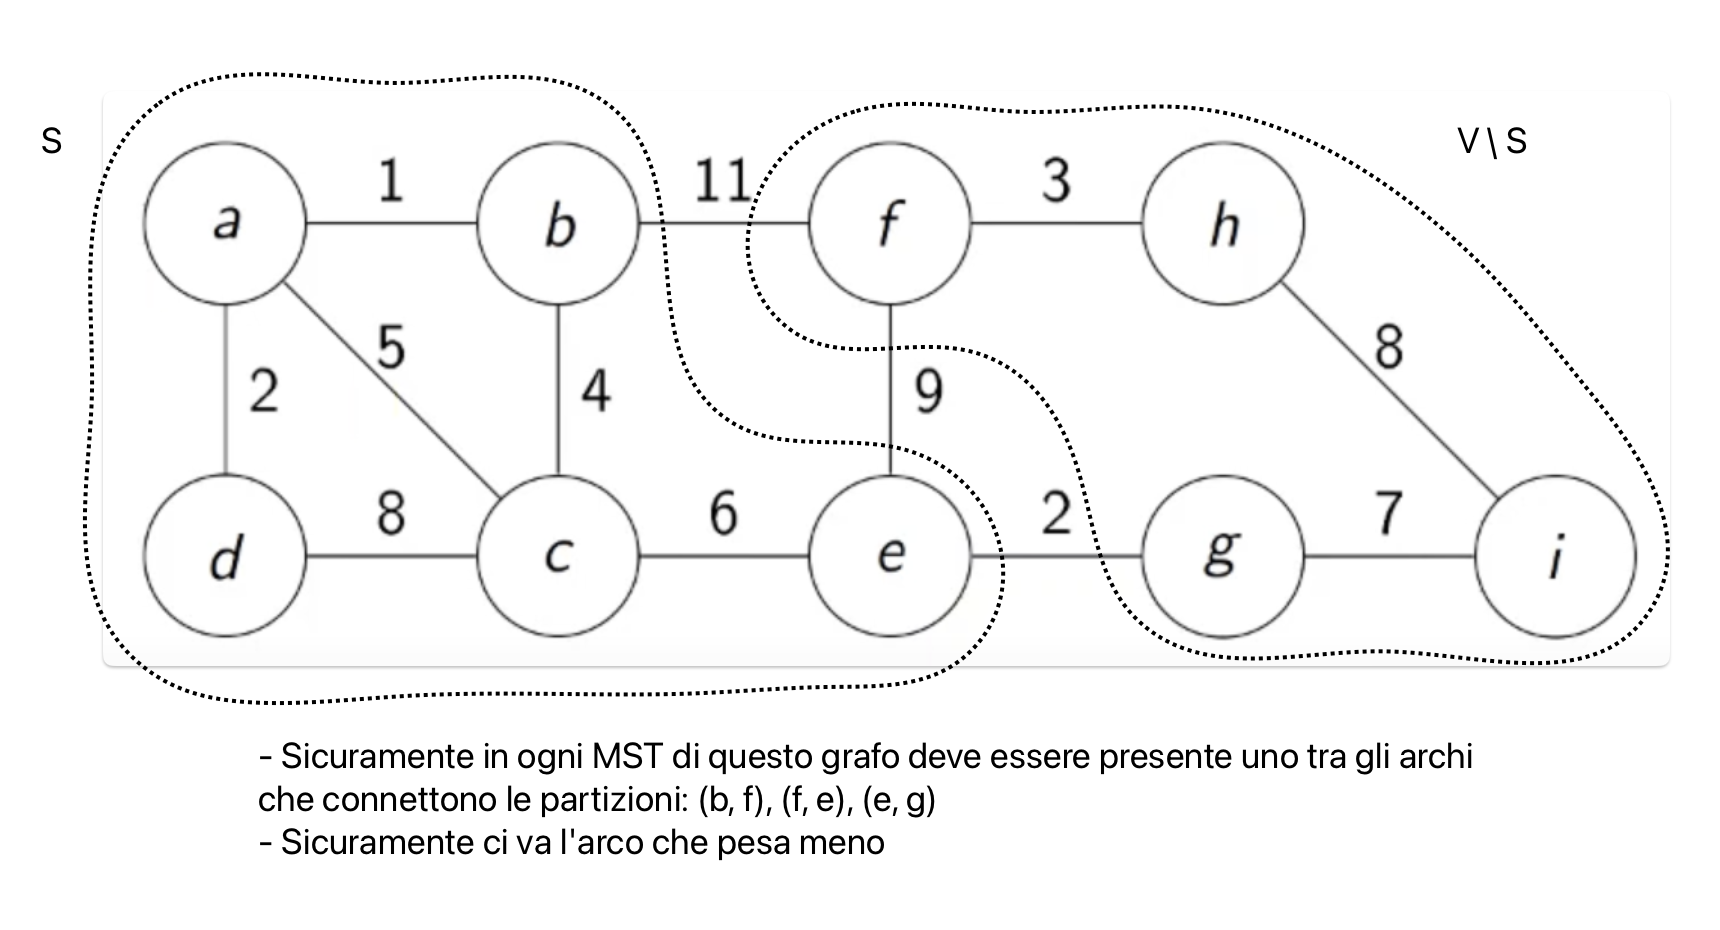 S
V\S
a 1 b 11 f 3 h
2 5 4 9 8
d 8 c 6 e 2 g 7 i
- Sicuramente in ogni MST di questo grafo deve essere presente uno tra gli archi
che connettono le partizioni: (b, f), (f, e), (e, g)
- Sicuramente ci va l'arco che pesa meno